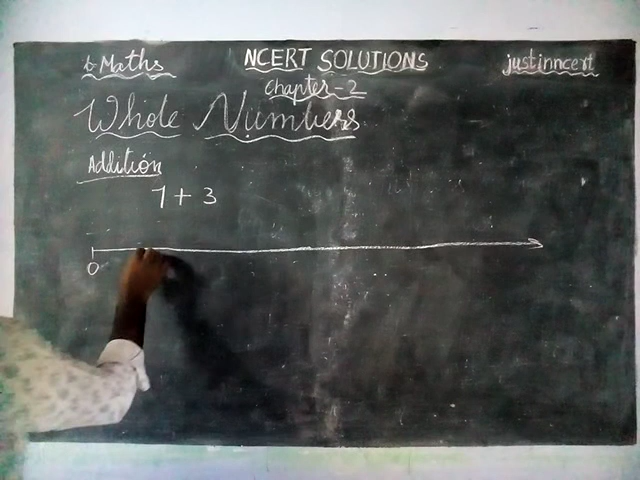 6-Maths NCERT SOLUTIONS justinncert
Chapter-2
Whole Numbers
Addition
1 + 3
0